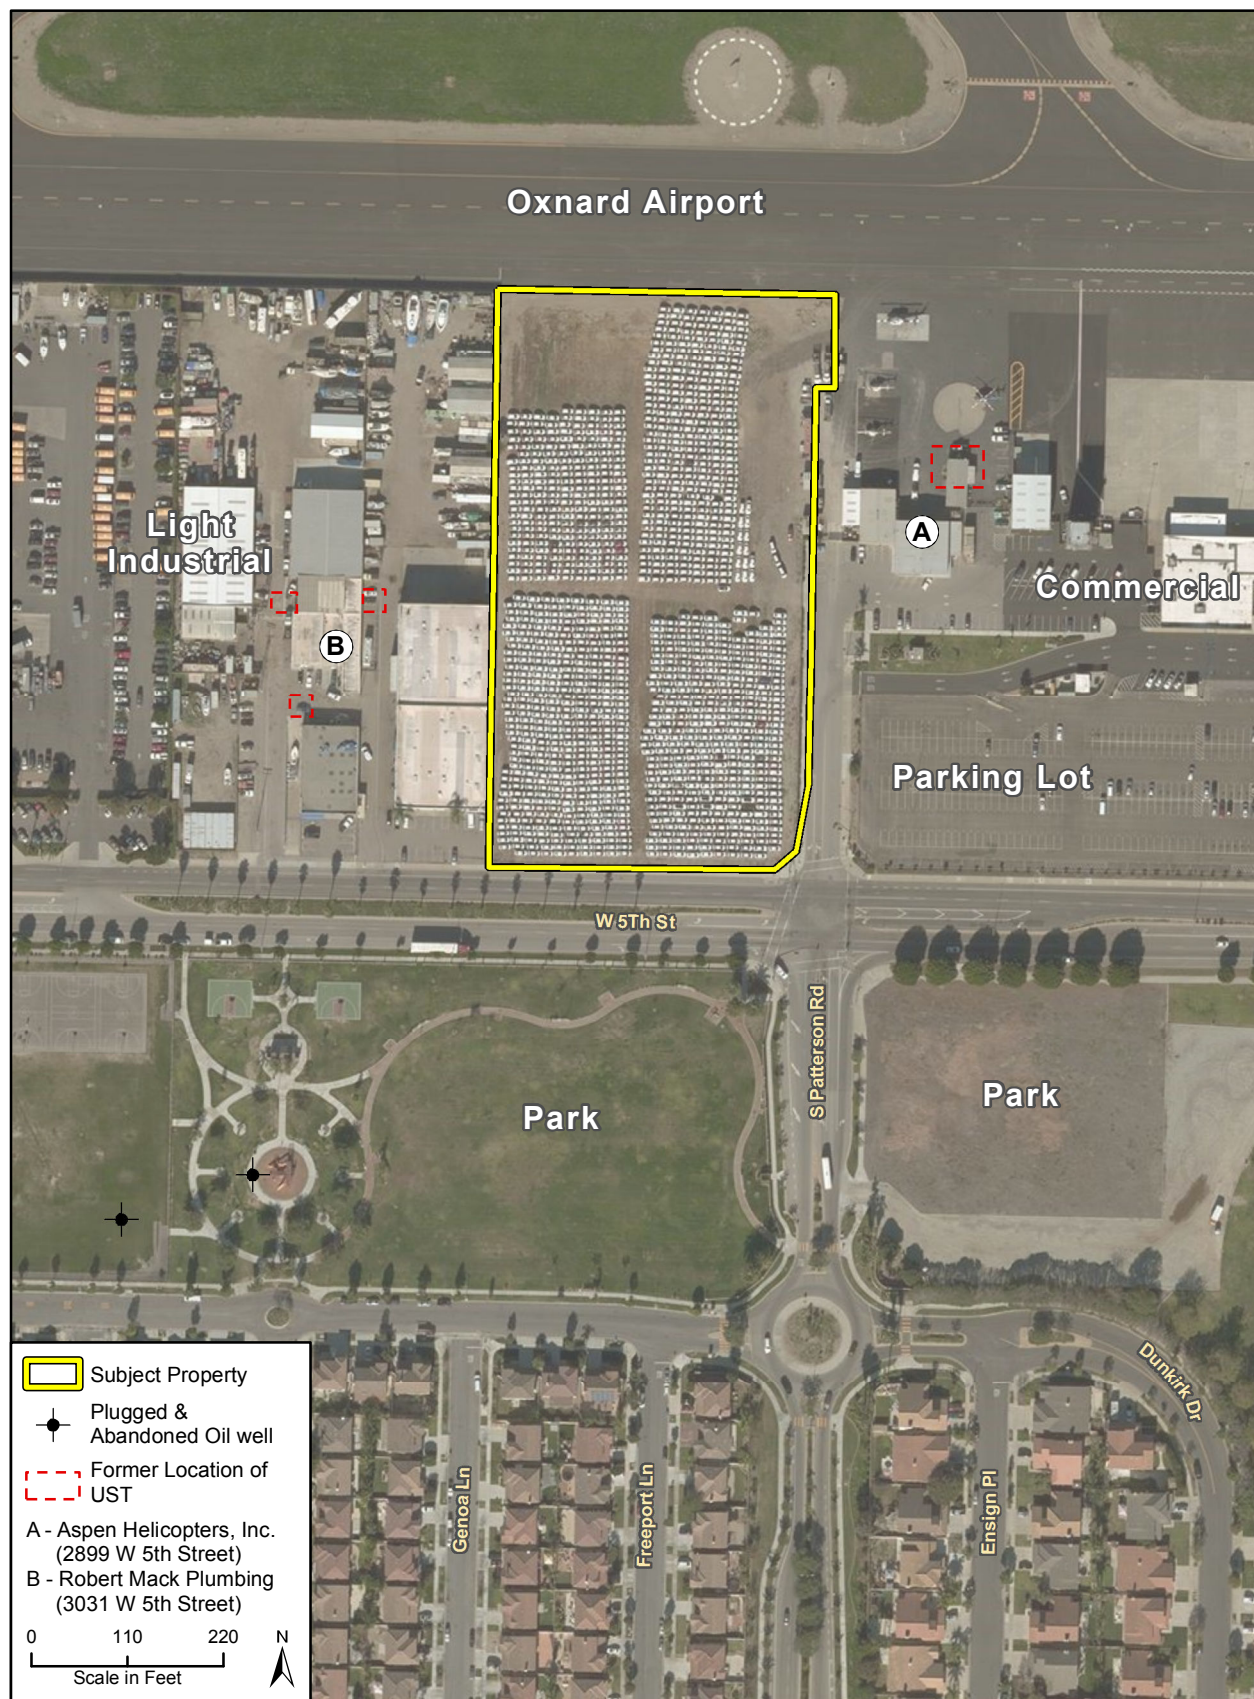 Oxnard Airport
Light
Industrial
A
Commercial
B
Parking Lot
W 5Th St
S Patterson Rd
Park
Park
Dunkirk Dr
Genoa Ln
Freeport Ln
Ensign Pl
Subject Property
Plugged &
Abandoned Oil well
Former Location of
UST
A - Aspen Helicopters, Inc.
(2899 W 5th Street)
B - Robert Mack Plumbing
(3031 W 5th Street)
0 110 220
N
Scale in Feet